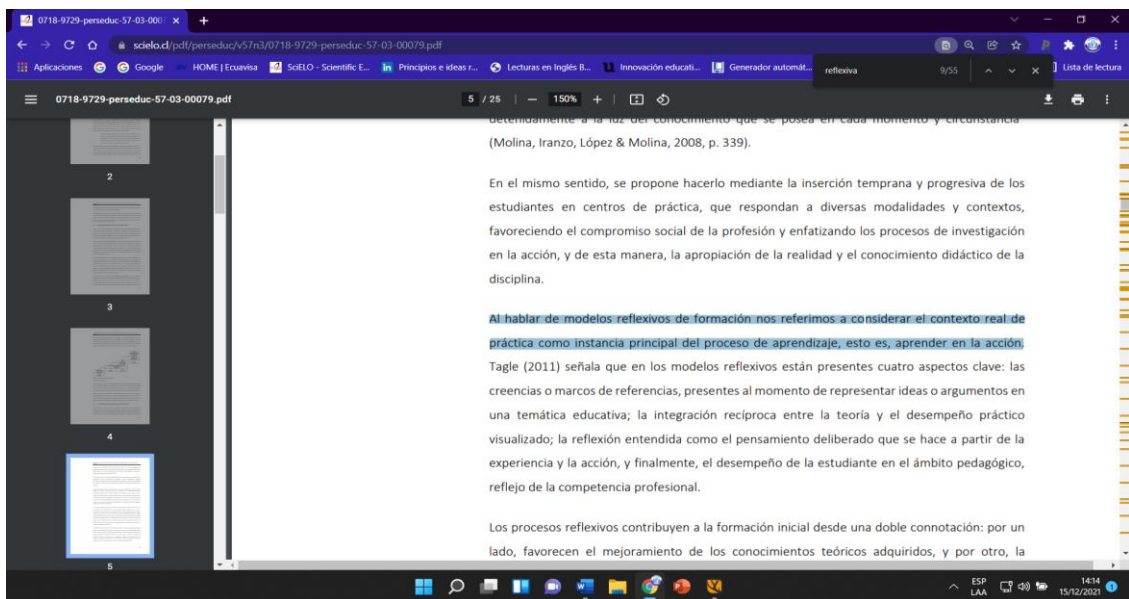 0718-9729-perseduc-57-03-000
scielo.cl/pdf/perseduc/v57n3/0718-9729-perseduc-57-03-00079.pdf
Aplicaciones Google HOME | Ecuavisa SciELO - Scientific E... Principios e ideas r... Lecturas en Inglés B... Innovación educati... Generador automát... Lista de lectura
reflexiva 9/55
0718-9729-perseduc-57-03-00079.pdf 5 / 25 150%
2
3
4
5
detenidamente a la luz del conocimiento que se posea en cada momento y circunstancia"
(Molina, Iranzo, López & Molina, 2008, p. 339).
En el mismo sentido, se propone hacerlo mediante la inserción temprana y progresiva de los
estudiantes en centros de práctica, que respondan a diversas modalidades y contextos,
favoreciendo el compromiso social de la profesión y enfatizando los procesos de investigación
en la acción, y de esta manera, la apropiación de la realidad y el conocimiento didáctico de la
disciplina.
Al hablar de modelos reflexivos de formación nos referimos a considerar el contexto real de
práctica como instancia principal del proceso de aprendizaje, esto es, aprender en la acción.
Tagle (2011) señala que en los modelos reflexivos están presentes cuatro aspectos clave: las
creencias o marcos de referencias, presentes al momento de representar ideas o argumentos en
una temática educativa; la integración recíproca entre la teoría y el desempeño práctico
visualizado; la reflexión entendida como el pensamiento deliberado que se hace a partir de la
experiencia y la acción, y finalmente, el desempeño de la estudiante en el ámbito pedagógico,
reflejo de la competencia profesional.
Los procesos reflexivos contribuyen a la formación inicial desde una doble connotación: por un
lado, favorecen el mejoramiento de los conocimientos teóricos adquiridos, y por otro, la
ESP
LAA
14:14
15/12/2021